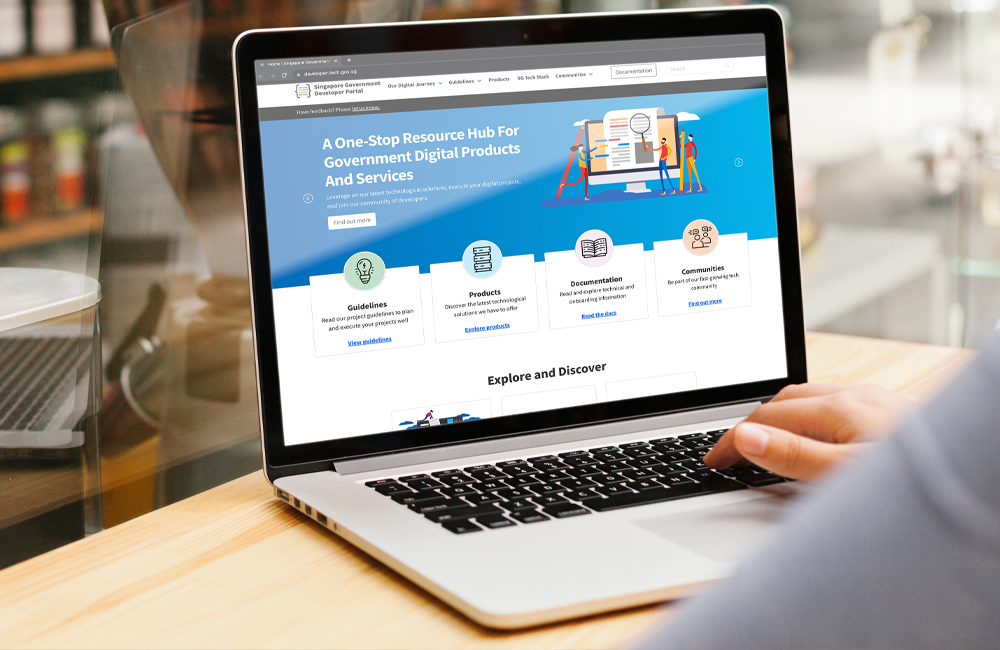 Home | Singapore Governme
developer.tech.gov.sg
Singapore Government
Developer Portal
Our Digital Journey
Guidelines
Products
SG Tech Stack
Communities
Documentation
Search
Have feedback? Please let us know.
A One-Stop Resource Hub For
Government Digital Products
And Services
Leverage on our latest technological solutions, execute your digital projects,
and join our community of developers.
Find out more
Guidelines
Read our project guidelines to plan
and execute your projects well
View guidelines
Products
Discover the latest technological
solutions we have to offer
Explore products
Documentation
Read and explore technical and
onboarding information
Read the docs
Communities
Be part of our fast-growing tech
community
Find out more
Explore and Discover